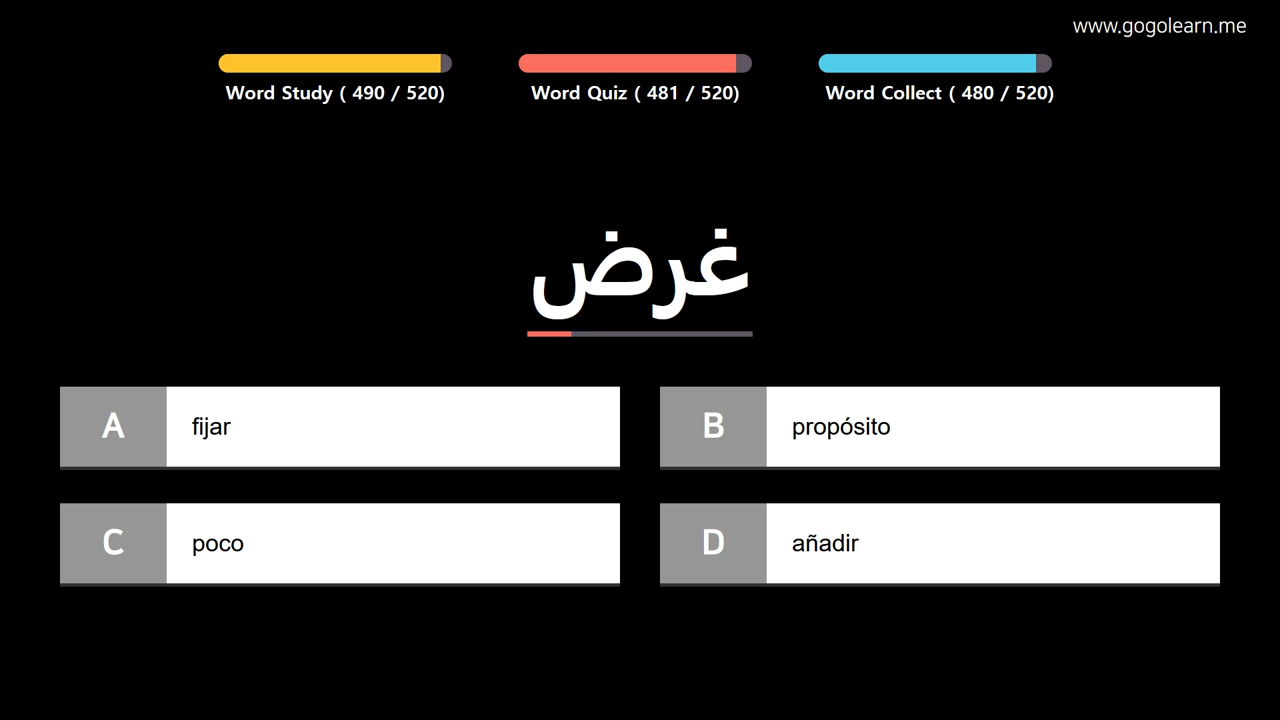 www.gogolearn.me
Word Study ( 490 / 520)
Word Quiz ( 481 / 520)
Word Collect ( 480 / 520)
غرض
A fijar
B propósito
C poco
D añadir